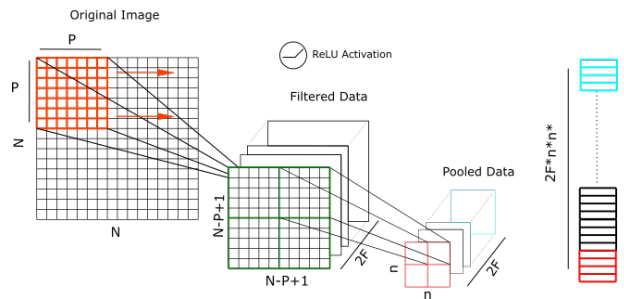 Original Image
P
P
N
N
ReLU Activation
Filtered Data
N-P+1
N-P+1
2F
Pooled Data
n
n
2F
2F*n*n*